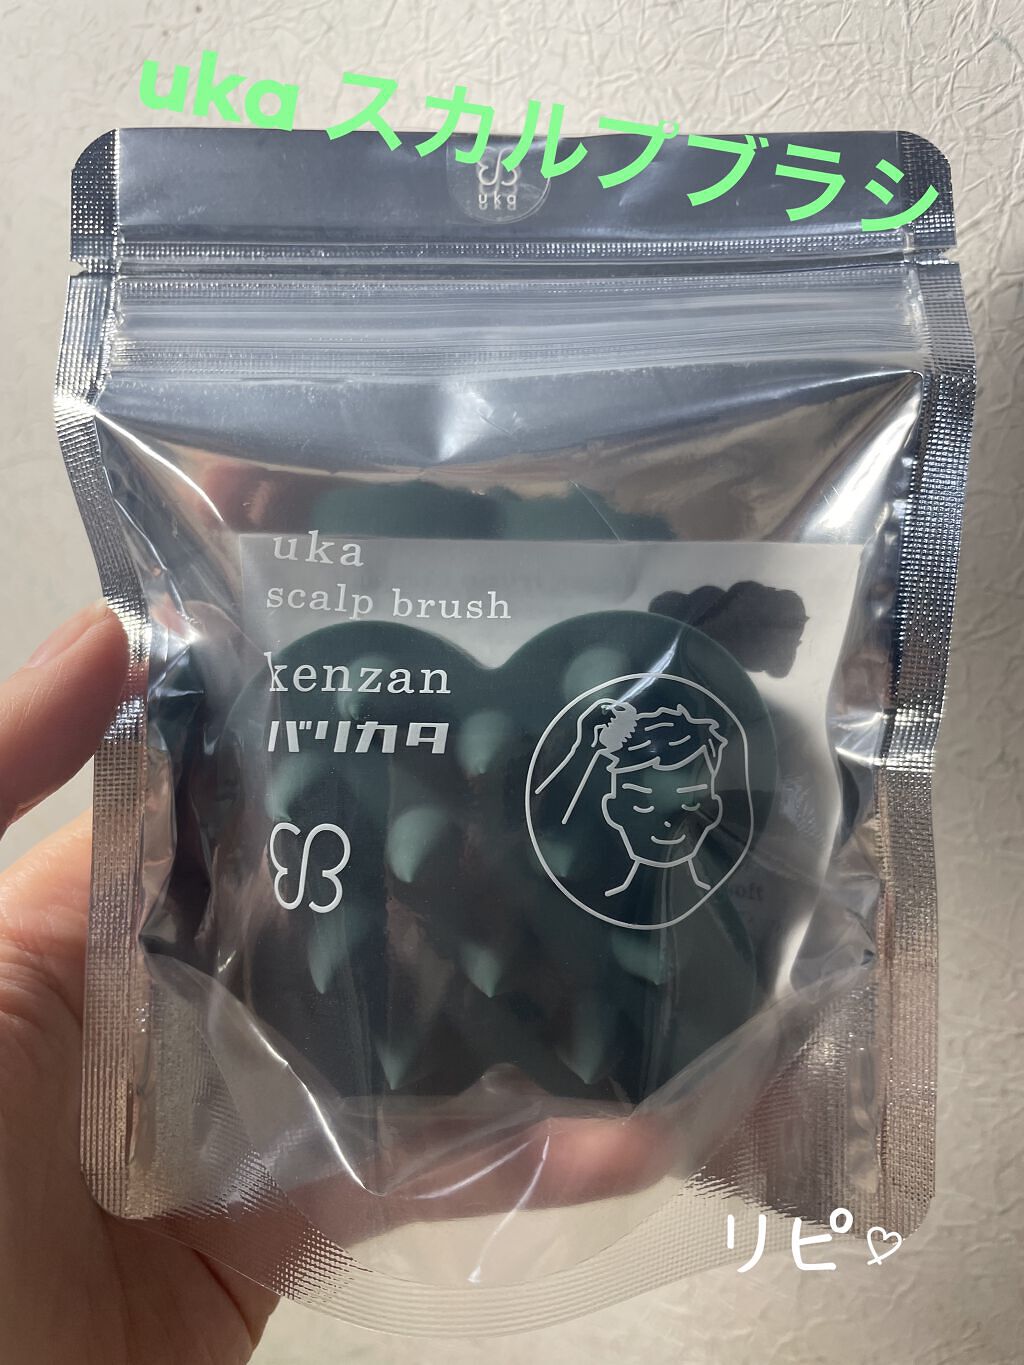 uka スカルプブラシ
uka
uka
scalp brush
kenzan
バリカタ
リピ♡